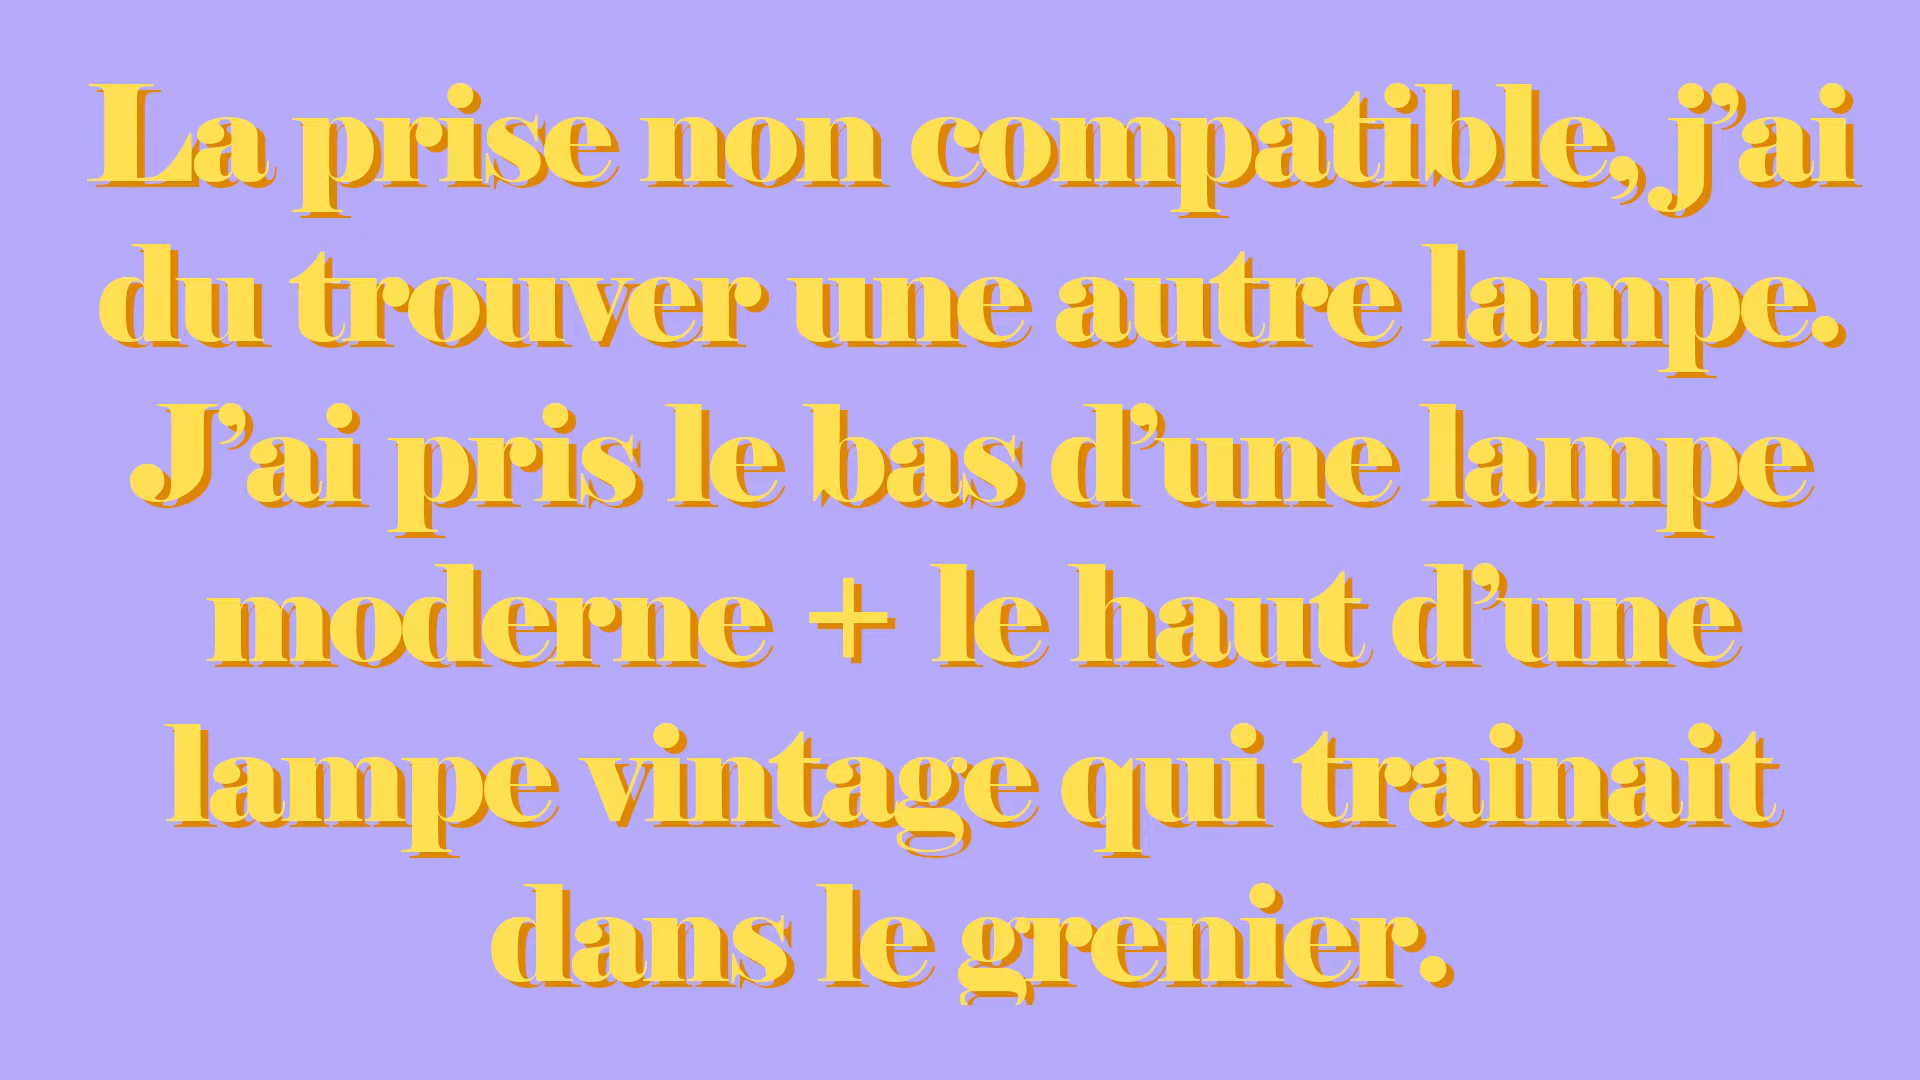 La prise non compatible, j’ai
du trouver une autre lampe.
J’ai pris le bas d’une lampe
moderne + le haut d’une
lampe vintage qui trainait
dans le grenier.